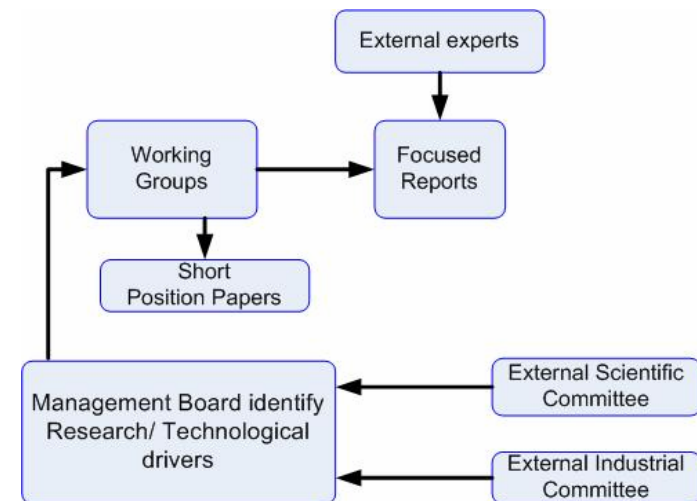 External experts
Working
Groups
Focused
Reports
Short
Position Papers
Management Board identify
Research/ Technological
drivers
External Scientific
Committee
External Industrial
Committee